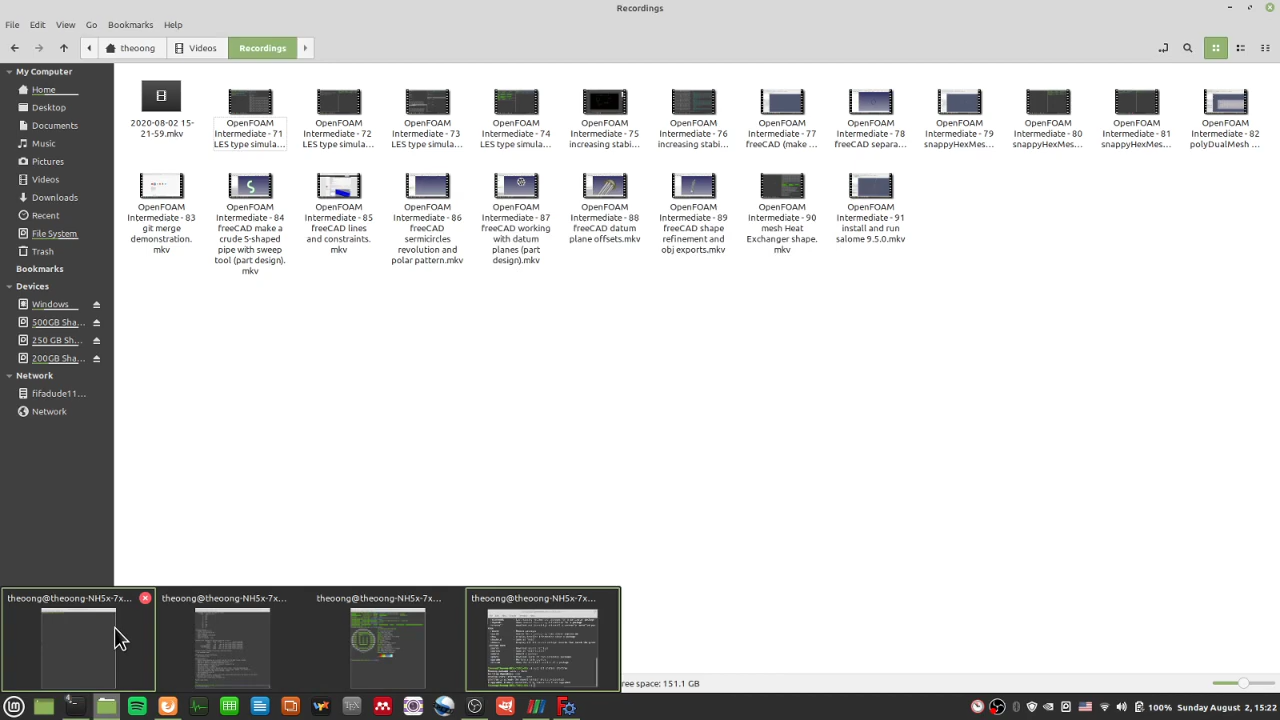 Recordings
File Edit View Go Bookmarks Help
theoong Videos Recordings
My Computer
Home
Desktop
Documents
Music
Pictures
Videos
Downloads
Recent
File System
Trash
Bookmarks
Devices
Windows
500GB Sha...
250 GB Sh...
200GB Sha...
Network
fifadude11...
Network
2020-08-02 15-
21-59.mkv
OpenFOAM
Intermediate - 71
LES type simula...
OpenFOAM
Intermediate - 72
LES type simula...
OpenFOAM
Intermediate - 73
LES type simula...
OpenFOAM
Intermediate - 74
LES type simula...
OpenFOAM
Intermediate - 75
increasing stabi...
OpenFOAM
Intermediate - 76
increasing stabi...
OpenFOAM
Intermediate - 77
freeCAD (make ...
OpenFOAM
Intermediate - 78
freeCAD separa...
OpenFOAM
Intermediate - 79
snappyHexMes...
OpenFOAM
Intermediate - 80
snappyHexMes...
OpenFOAM
Intermediate - 81
snappyHexMes...
OpenFOAM
Intermediate - 82
polyDualMesh ...
OpenFOAM
Intermediate - 83
git merge
demonstration.
mkv
OpenFOAM
Intermediate - 84
freeCAD make a
crude S-shaped
pipe with sweep
tool (part design).
mkv
OpenFOAM
Intermediate - 85
freeCAD lines
and constraints.
mkv
OpenFOAM
Intermediate - 86
freeCAD
semicircles
revolution and
polar pattern.mkv
OpenFOAM
Intermediate - 87
freeCAD working
with datum
planes (part
design).mkv
OpenFOAM
Intermediate - 88
freeCAD datum
plane offsets.mkv
OpenFOAM
Intermediate - 89
freeCAD shape
refinement and
obj exports.mkv
OpenFOAM
Intermediate - 90
mesh Heat
Exchanger shape.
mkv
OpenFOAM
Intermediate - 91
install and run
salome 9.5.0.mkv
theoong@theoong-NH5x-7x... theoong@theoong-NH5x-7x... theoong@theoong-NH5x-7x... theoong@theoong-NH5x-7x...
ree space: 151.1 GB
100% Sunday August 2, 15:22